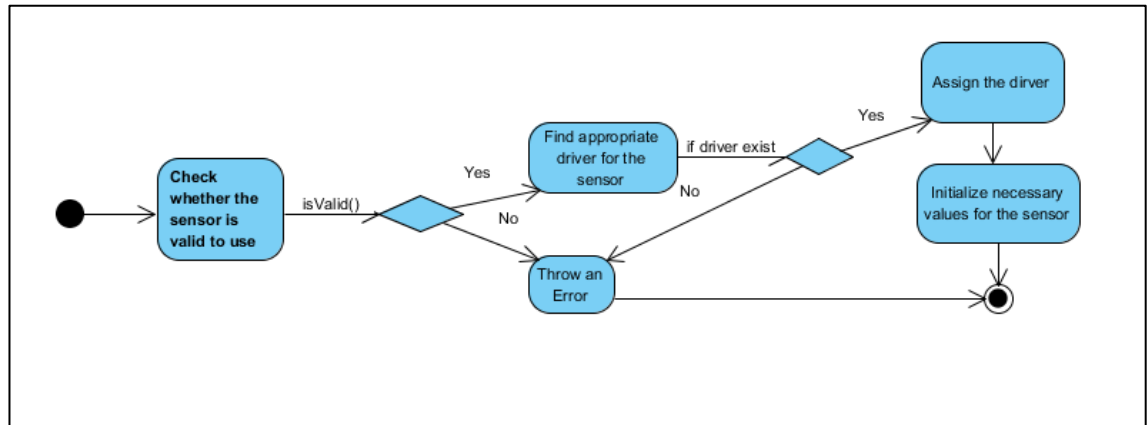 Check
whether the
sensor is
valid to use
isValid()
Yes
No
Find appropriate
driver for the
sensor
if driver exist
No
Yes
Throw an
Error
Assign the dirver
Initialize necessary
values for the sensor